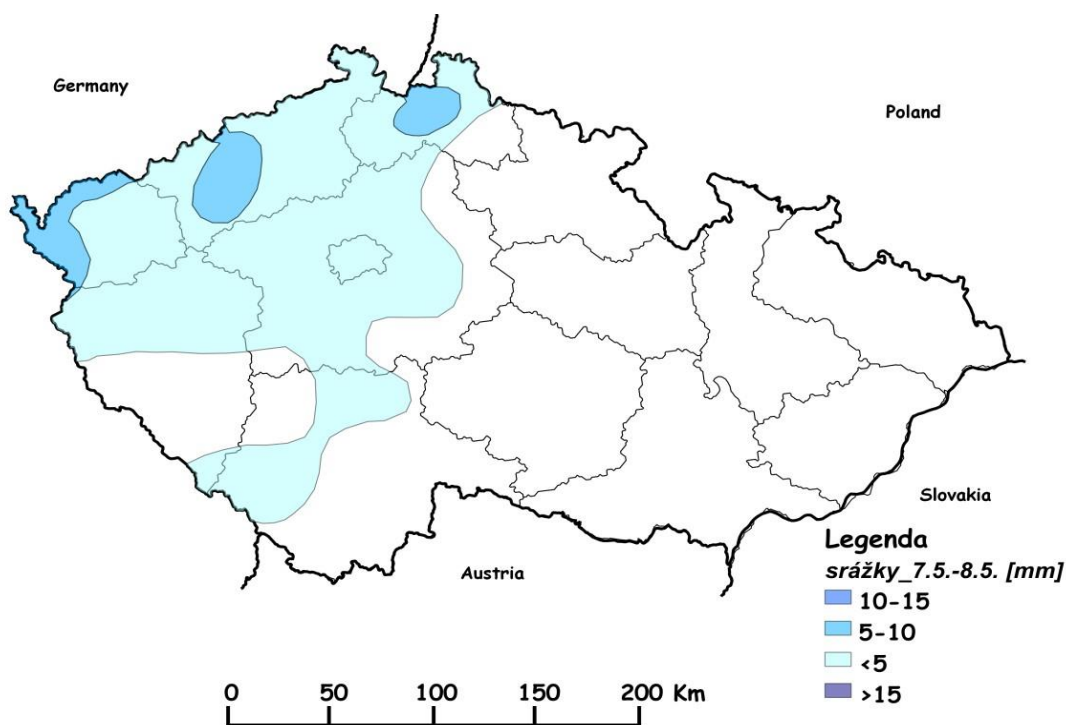 Germany
Poland
Slovakia
Austria
Legenda
srážky_7.5.-8.5. [mm]
10-15
5-10
<5
>15
0 50 100 150 200 Km